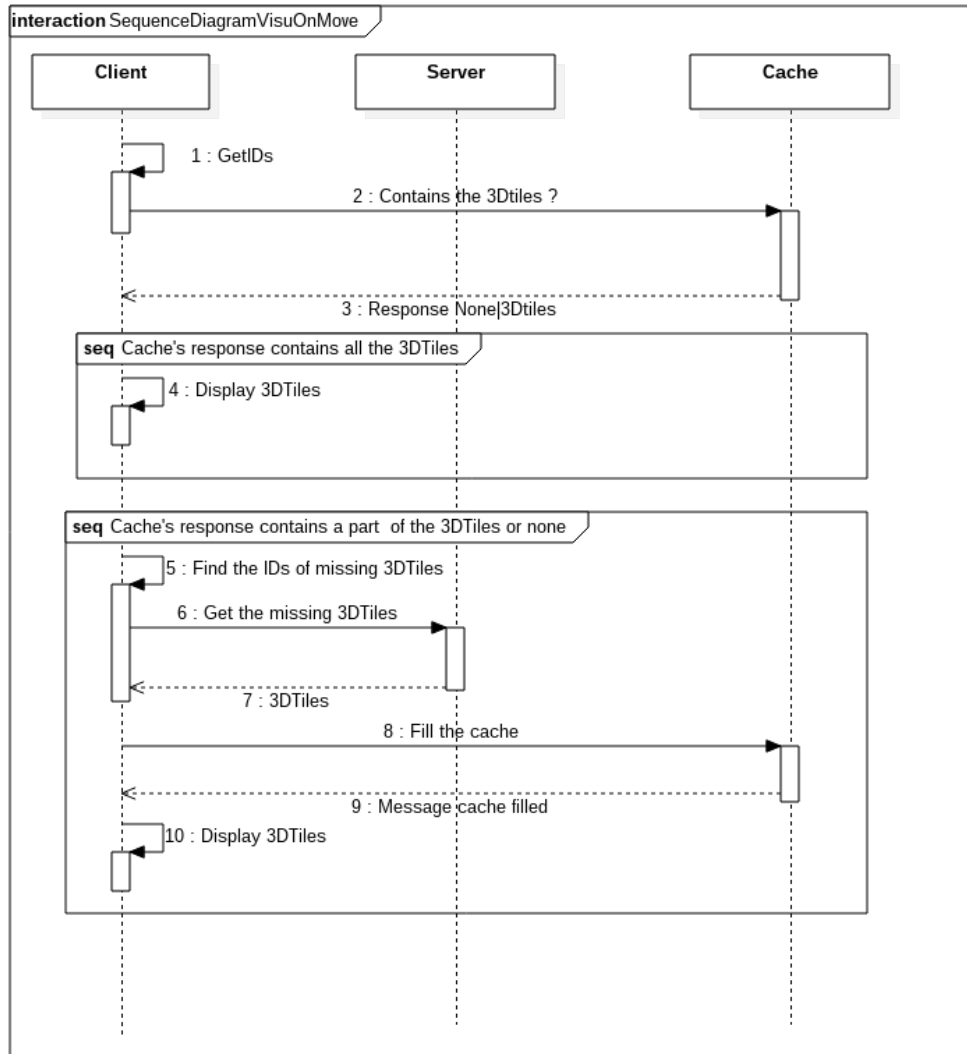 interaction SequenceDiagramVisuOnMove
Client
Server
Cache
1 : GetIDs
2 : Contains the 3Dtiles ?
3 : Response None|3Dtiles
seq Cache's response contains all the 3DTiles
4 : Display 3DTiles
seq Cache's response contains a part  of the 3DTiles or none
5 : Find the IDs of missing 3DTiles
6 : Get the missing 3DTiles
7 : 3DTiles
8 : Fill the cache
9 : Message cache filled
10 : Display 3DTiles